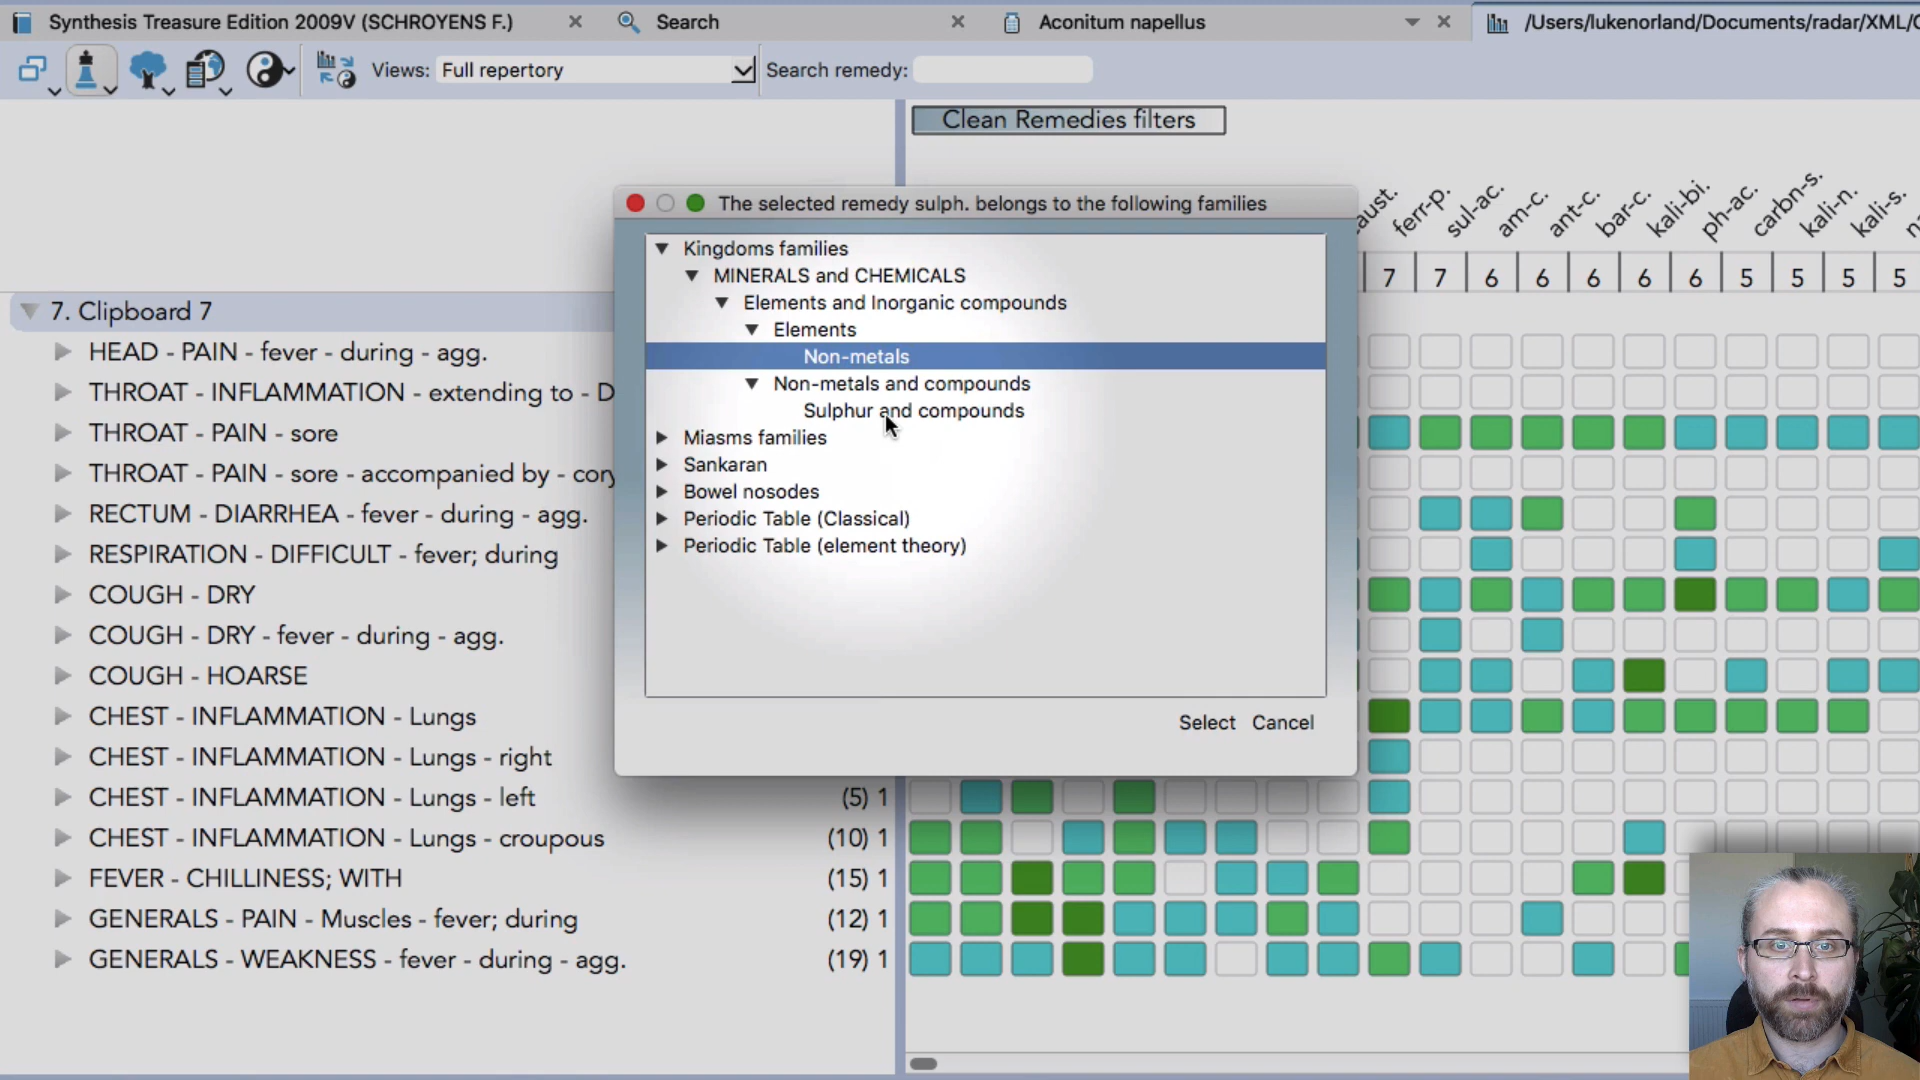 Synthesis Treasure Edition 2009V (SCHROYENS F.)
Search
Aconitum napellus
/Users/lukenorland/Documents/radar/XML/
Views: Full repertory
Search remedy:
Clean Remedies filters
The selected remedy sulph. belongs to the following families
aust. ferr-p. sul-ac. am-c. ant-c. bar-c. kali-bi. ph-ac. carbn-s. kali-n. kali-s.
7 7 6 6 6 6 6 5 5 5 5
Kingdoms families
MINERALS and CHEMICALS
Elements and Inorganic compounds
Elements
Non-metals
Non-metals and compounds
Sulphur and compounds
Miasms families
Sankaran
Bowel nosodes
Periodic Table (Classical)
Periodic Table (element theory)
Select Cancel
7. Clipboard 7
HEAD - PAIN - fever - during - agg.
THROAT - INFLAMMATION - extending to - D
THROAT - PAIN - sore
THROAT - PAIN - sore - accompanied by - cory
RECTUM - DIARRHEA - fever - during - agg.
RESPIRATION - DIFFICULT - fever; during
COUGH - DRY
COUGH - DRY - fever - during - agg.
COUGH - HOARSE
CHEST - INFLAMMATION - Lungs
CHEST - INFLAMMATION - Lungs - right
CHEST - INFLAMMATION - Lungs - left (5) 1
CHEST - INFLAMMATION - Lungs - croupous (10) 1
FEVER - CHILLINESS; WITH (15) 1
GENERALS - PAIN - Muscles - fever; during (12) 1
GENERALS - WEAKNESS - fever - during - agg. (19) 1